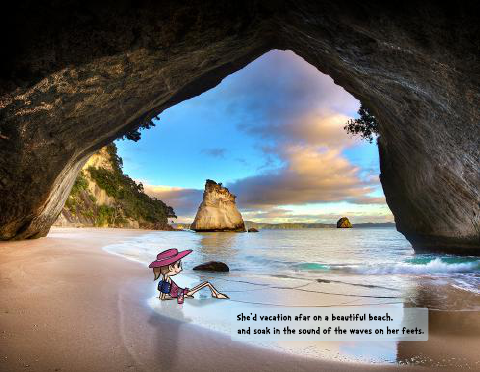 She'd vacation afar on a beautiful beach.
and soak in the sound of the waves on her feets.